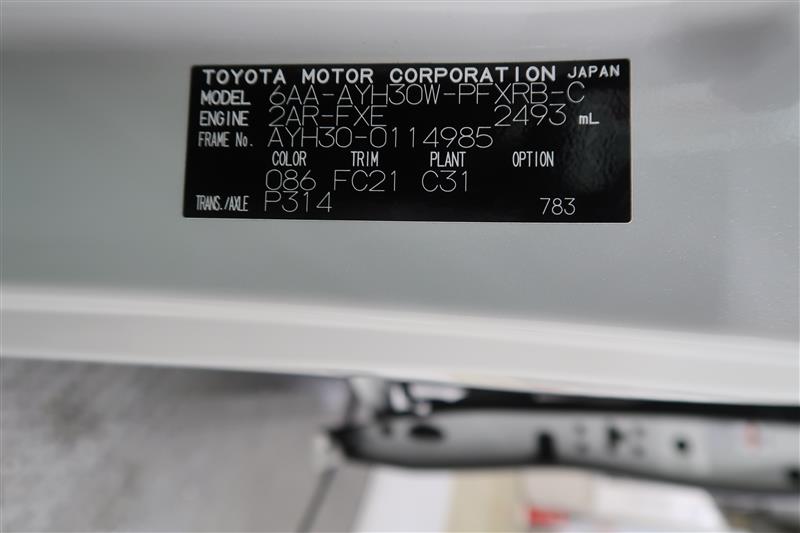 TOYOTA MOTOR CORPORATION JAPAN
MODEL 6AA-AYH30W-PFXRB-C
ENGINE 2AR-FXE 2493 mL
FRAME No. AYH30-0114985
COLOR TRIM PLANT OPTION
086 FC21 C31
TRANS./AXLE P314 783